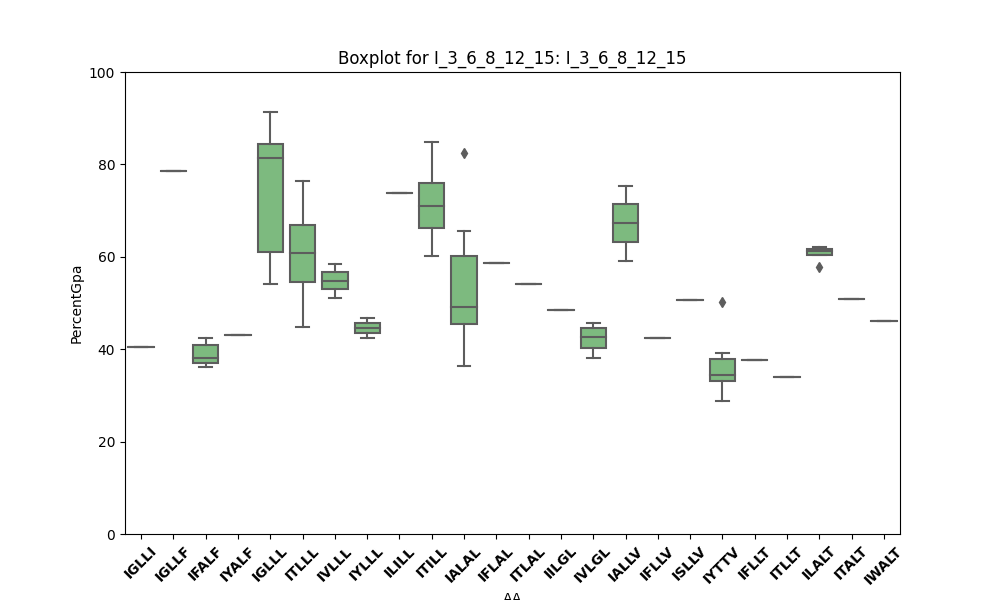 Boxplot for I_3_6_8_12_15: I_3_6_8_12_15
100
80
60
40
20
0
PercentGpa
IGLLI IGLLF IFALF IYALF IGLLL ITLLL IVLLL IYLLL ILILL ITILL IALAL IFLAL ITLAL IILGL IVLGL IALLV IFLLV ISLLV IYTTV IFLLT ITLLT ILALT ITALT IWALT
AA